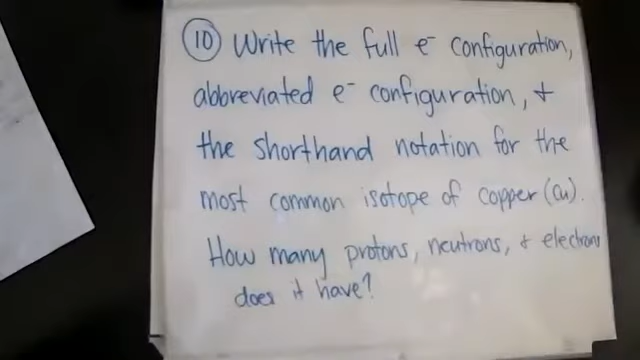 10 Write the full e⁻ configuration,
abbreviated e⁻ configuration, +
the shorthand notation for the
most common isotope of copper (Cu).
How many protons, neutrons, + electrons
does it have?